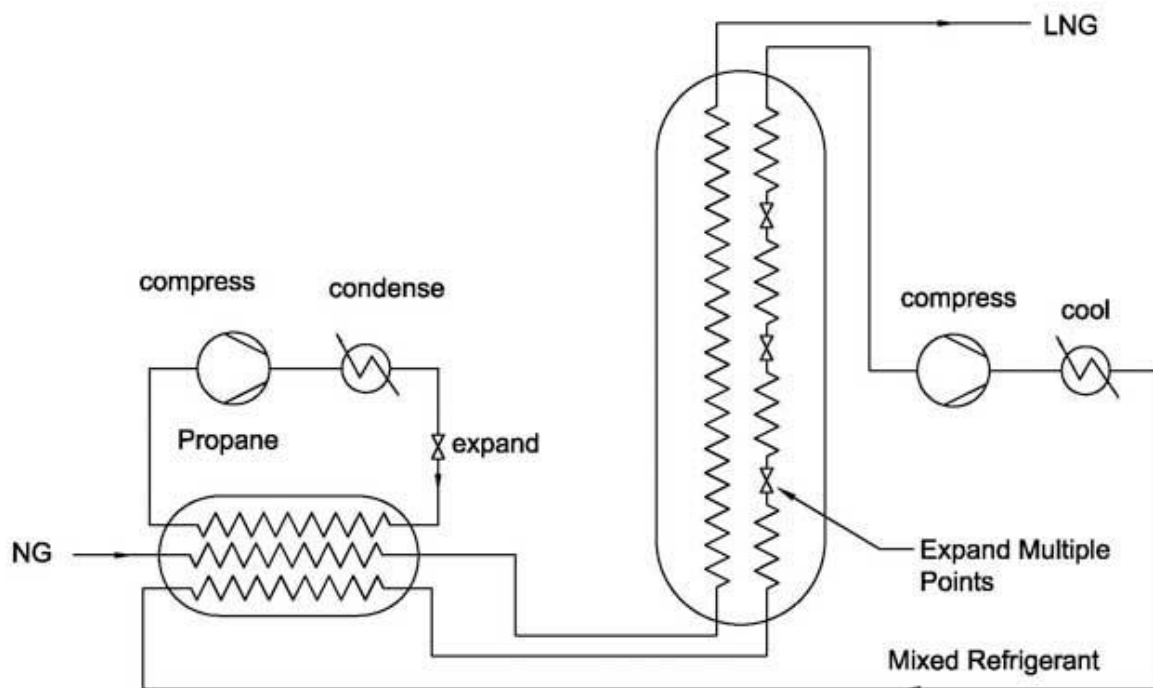 LNG
compress
condense
compress
cool
Propane
expand
NG
Expand Multiple
Points
Mixed Refrigerant